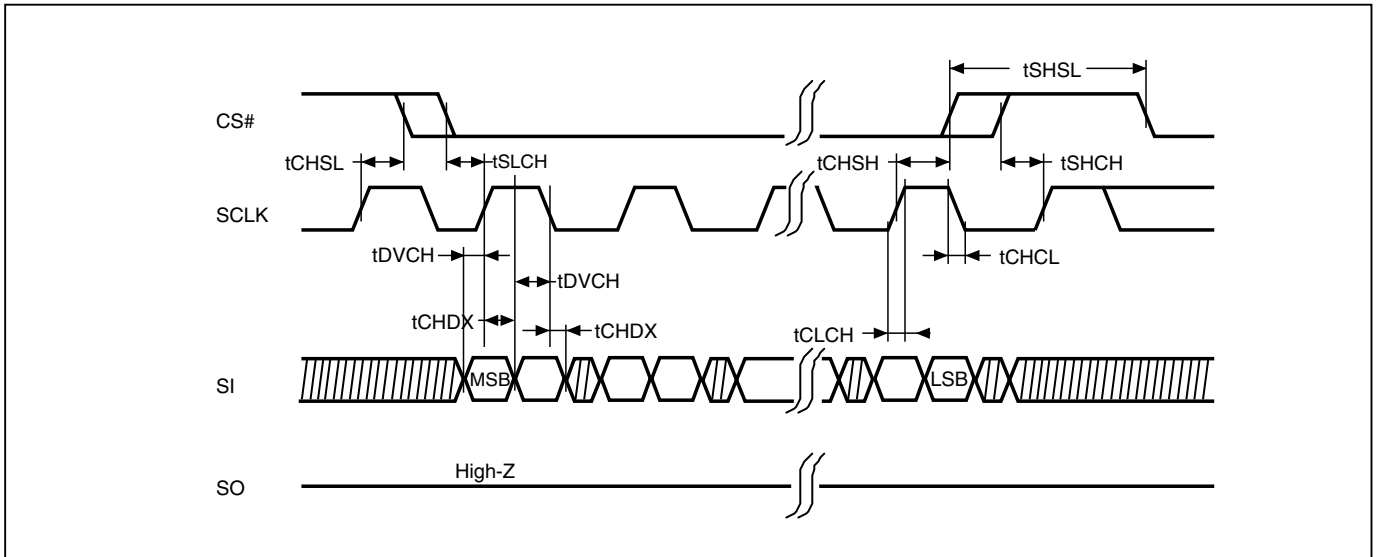 tSHSL
CS#
tCHSL
tSLCH
tCHSH
tSHCH
SCLK
tDVCH
tCHCL
tDVCH
tCHDX
tCHDX
tCLCH
SI
MSB
LSB
High-Z
SO